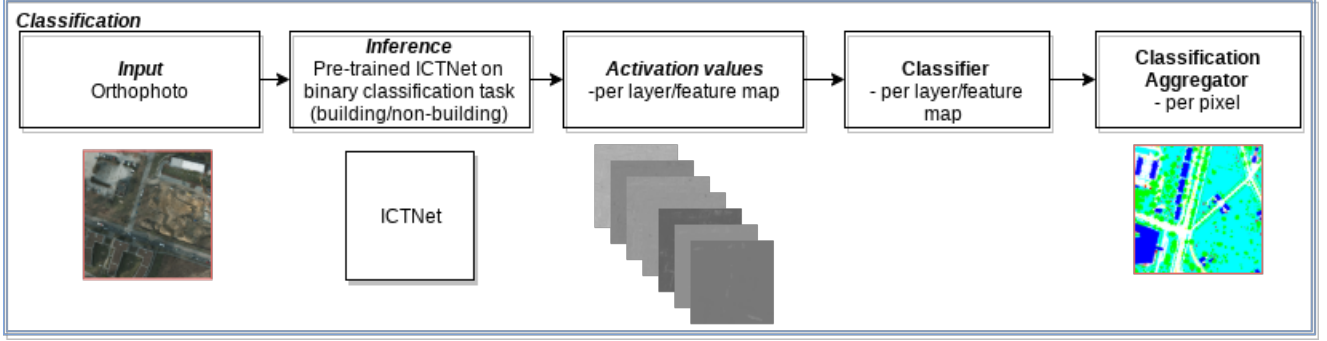 Classification
Input
Orthophoto
Inference
Pre-trained ICTNet on
binary classification task
(building/non-building)
Activation values
-per layer/feature map
Classifier
- per layer/feature
map
Classification
Aggregator
- per pixel
ICTNet